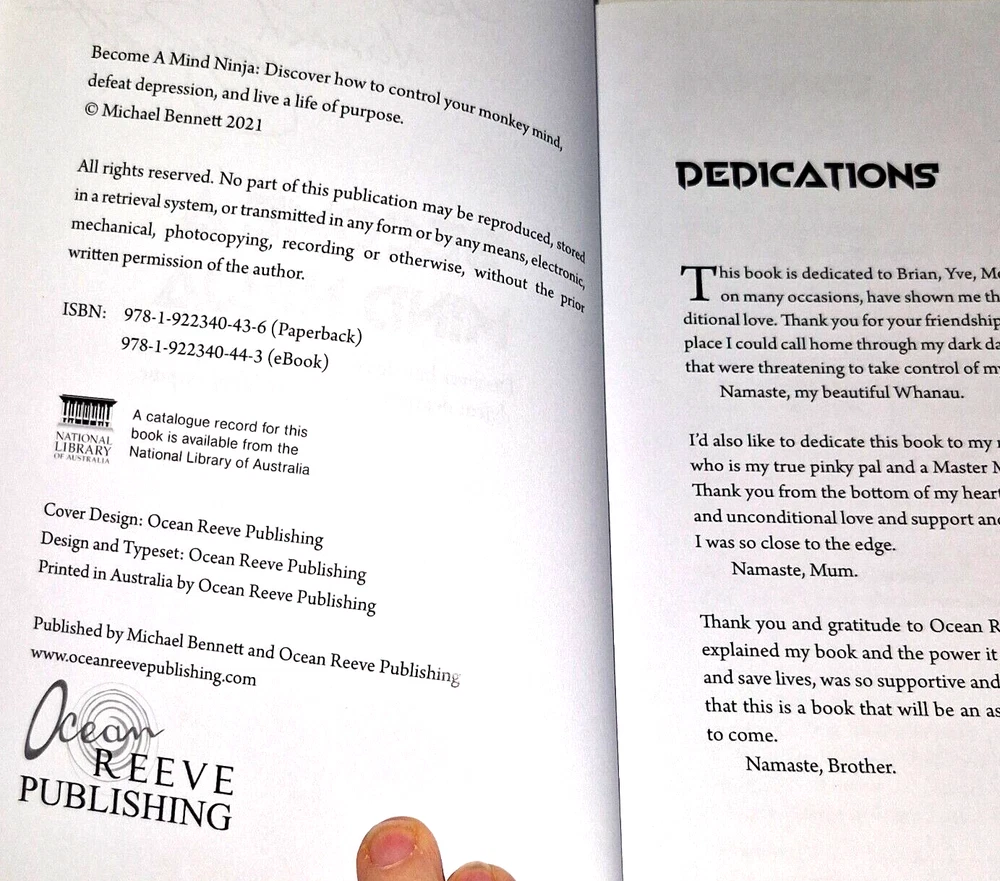 Become A Mind Ninja: Discover how to control your monkey mind,
defeat depression, and live a life of purpose.
© Michael Bennett 2021
All rights reserved. No part of this publication may be reproduced, stored
in a retrieval system, or transmitted in any form or by any means, electronic,
mechanical, photocopying, recording or otherwise, without the prior
written permission of the author.
ISBN: 978-1-922340-43-6 (Paperback)
978-1-922340-44-3 (eBook)
NATIONAL
LIBRARY
OF AUSTRALIA
A catalogue record for this
book is available from the
National Library of Australia
Cover Design: Ocean Reeve Publishing
Design and Typeset: Ocean Reeve Publishing
Printed in Australia by Ocean Reeve Publishing
Published by Michael Bennett and Ocean Reeve Publishing
www.oceanreevepublishing.com
Ocean
REEVE
PUBLISHING
DEDICATIONS
This book is dedicated to Brian, Yve,
on many occasions, have shown me
ditional love. Thank you for your friendship
place I could call home through my dark
that were threatening to take control of
Namaste, my beautiful Whanau.
I'd also like to dedicate this book to my
who is my true pinky pal and a Master
Thank you from the bottom of my heart
and unconditional love and support
I was so close to the edge.
Namaste, Mum.
Thank you and gratitude to Ocean
explained my book and the power it
and save lives, was so supportive and
that this is a book that will be an
to come.
Namaste, Brother.